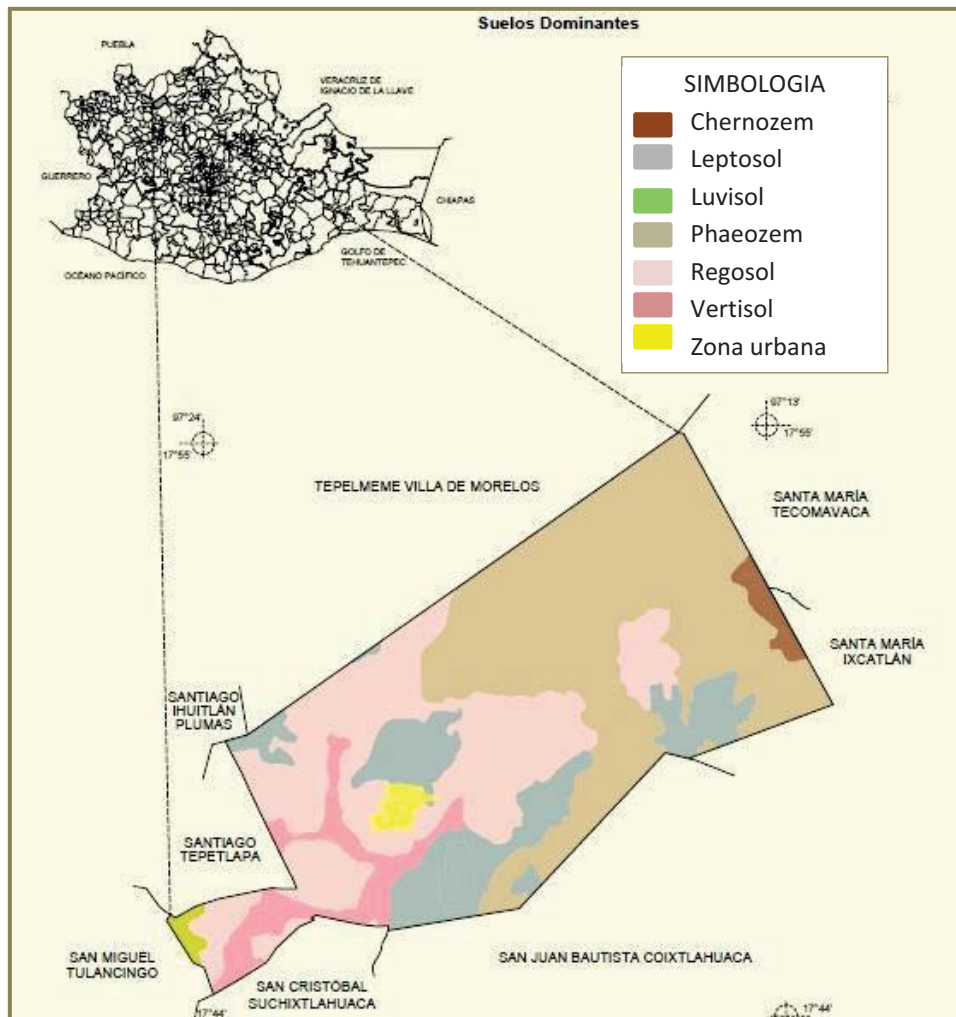 Suelos Dominantes
PUEBLA
VERACRUZ DE
IGNACIO DE LA LLAVE
GUERRERO
CHIAPAS
GOLFO DE
TEHUANTEPEC
OCÉANO PACÍFICO
SIMBOLOGIA
Chernozem
Leptosol
Luvisol
Phaeozem
Regosol
Vertisol
Zona urbana
97°24'
17°55'
97°13'
17°55'
TEPELMEME VILLA DE MORELOS
SANTA MARÍA
TECOMAVACA
SANTA MARÍA
IXCATLÁN
SANTIAGO
IHUITLÁN
PLUMAS
SANTIAGO
TEPETLAPA
SAN MIGUEL
TULANCINGO
SAN CRISTÓBAL
SUCHIXTLAHUACA
SAN JUAN BAUTISTA COIXTLAHUACA
17°44'
17°44'